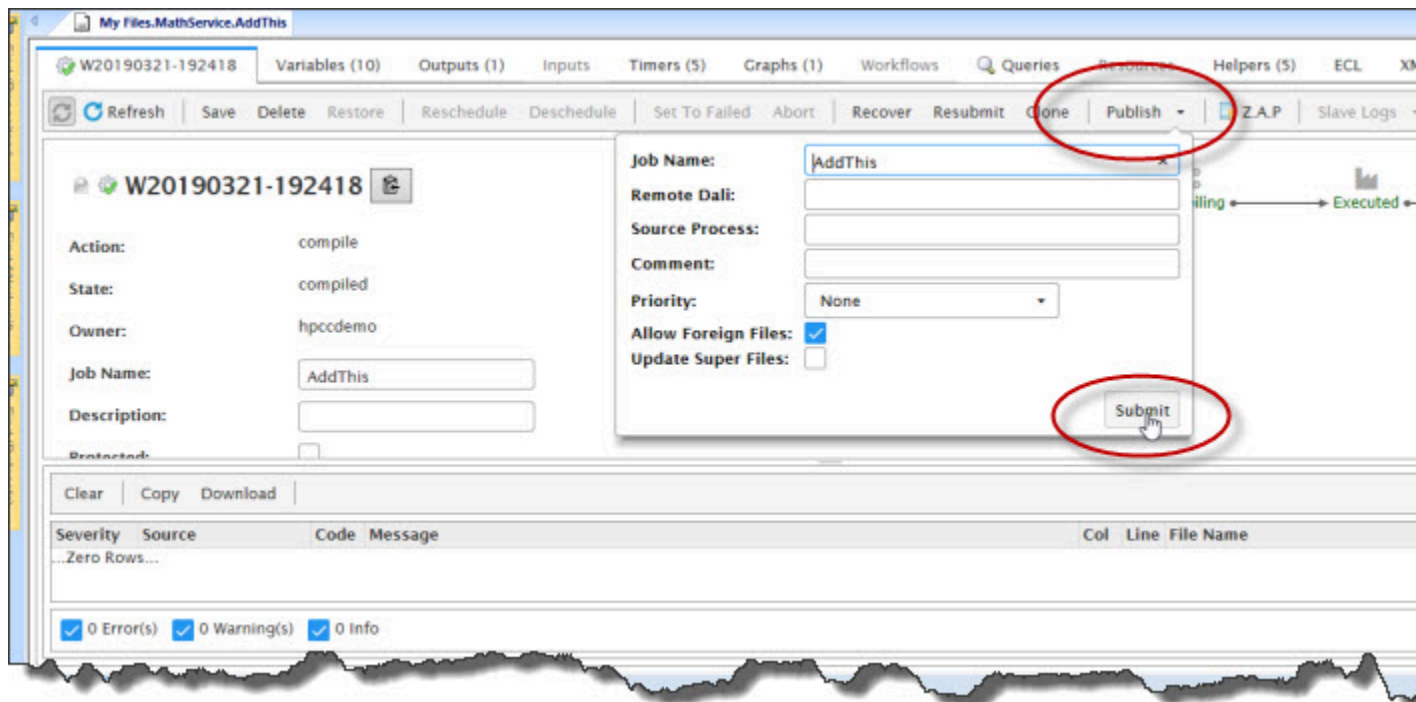 My Files.MathService.AddThis
W20190321-192418 Variables (10) Outputs (1) Inputs Timers (5) Graphs (1) Workflows Queries Resources Helpers (5) ECL XM
Refresh Save Delete Restore Reschedule Deschedule Set To Failed Abort Recover Resubmit Clone Publish Z.A.P Slave Logs
W20190321-192418
Action: compile
State: compiled
Owner: hpccdemo
Job Name: AddThis
Description:
Protected:
Job Name: AddThis x
Remote Dali:
Source Process:
Comment:
Priority: None
Allow Foreign Files:
Update Super Files:
Submit
iling Executed
Clear Copy Download
Severity Source Code Message Col Line File Name
...Zero Rows...
0 Error(s) 0 Warning(s) 0 Info